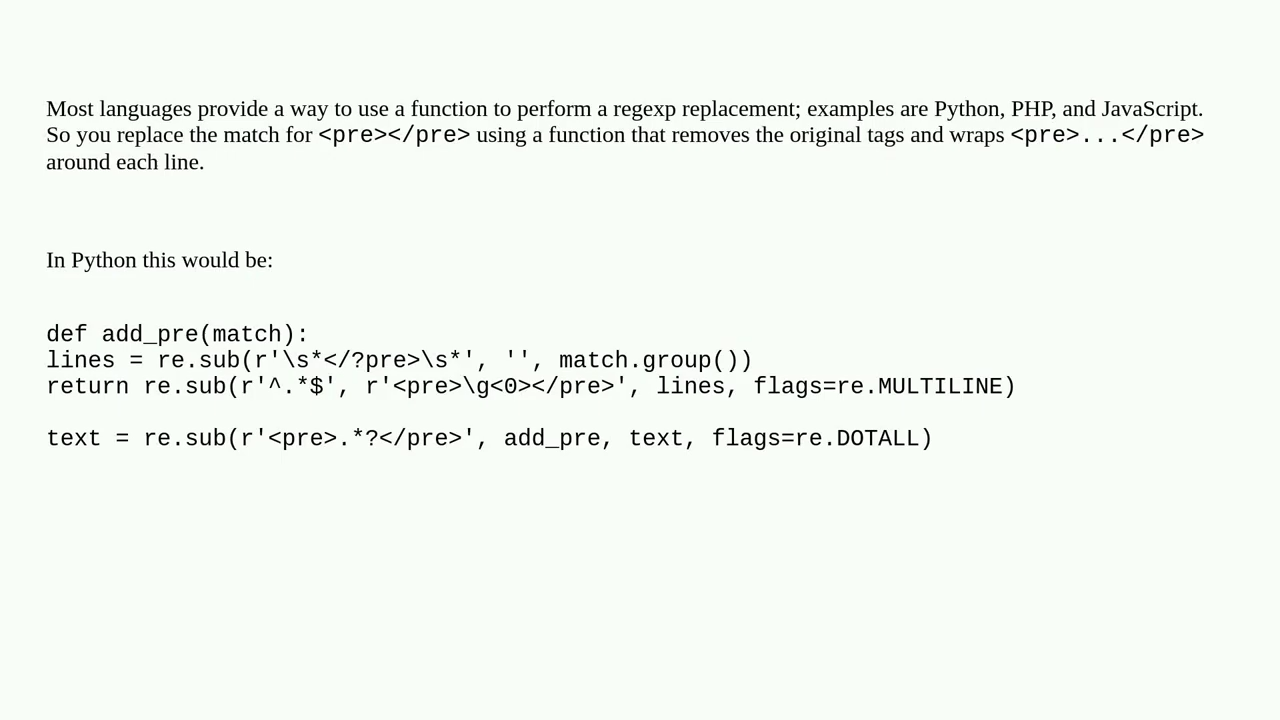 Most languages provide a way to use a function to perform a regexp replacement; examples are Python, PHP, and JavaScript.
So you replace the match for <pre></pre> using a function that removes the original tags and wraps <pre>...</pre>
around each line.
In Python this would be:
def add_pre(match):
lines = re.sub(r'\s*</?pre>\s*', '', match.group())
return re.sub(r'^.*$', r'<pre>\g<0></pre>', lines, flags=re.MULTILINE)
text = re.sub(r'<pre>.*?</pre>', add_pre, text, flags=re.DOTALL)